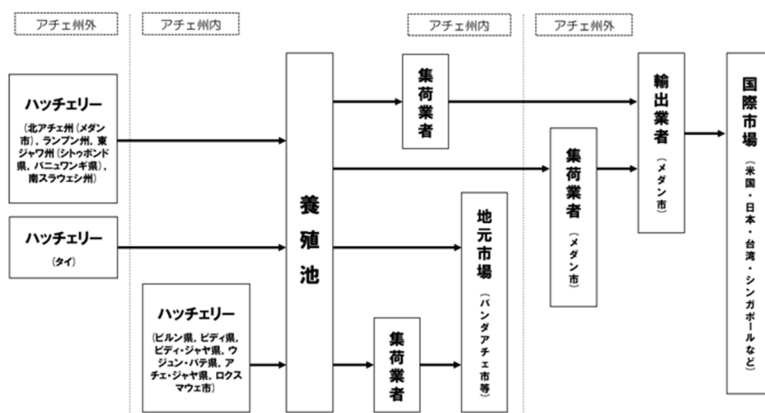 アチェ州外
アチェ州内
アチェ州内
アチェ州外
ハッチェリー
(北アチェ州(メダン
市), ランプン州, 東
ジャワ州(シトゥボンド
県, バニュワンギ県),
南スラウェシ州)
ハッチェリー
(タイ)
ハッチェリー
(ビルン県, ピディ県,
ピディ・ジャヤ県, ウ
ジュン・パテ県, ア
チェ・ジャヤ県, ロクス
マウェ市)
養殖池
集荷業者
集荷業者
地元市場
(バンダアチェ市等)
集荷業者
(メダン市)
輸出業者
(メダン市)
国際市場
(米国・日本・台湾・シンガポールなど)